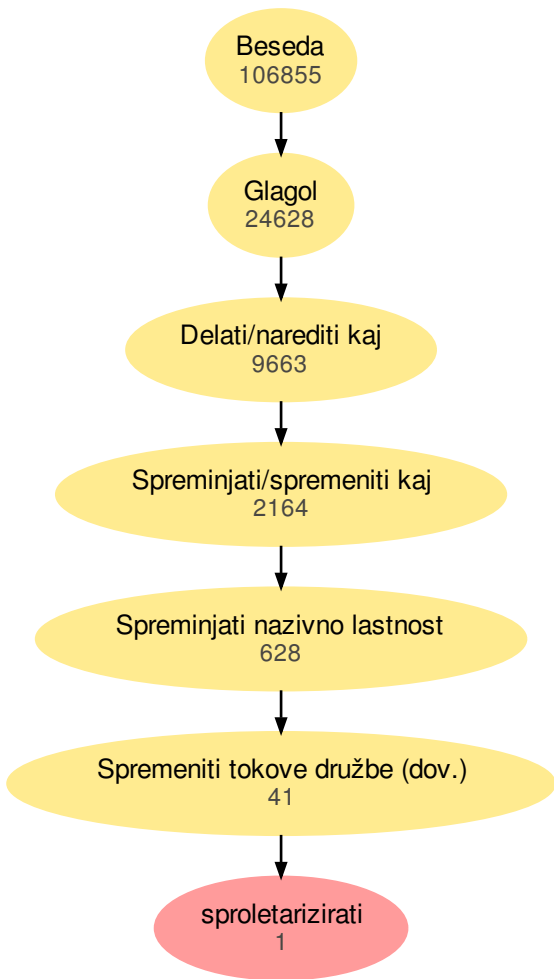 Beseda
106855
Glagol
24628
Delati/narediti kaj
9663
Spreminjati/spremeniti kaj
2164
Spreminjati nazivno lastnost
628
Spremeniti tokove družbe (dov.)
41
sproletarizirati
1